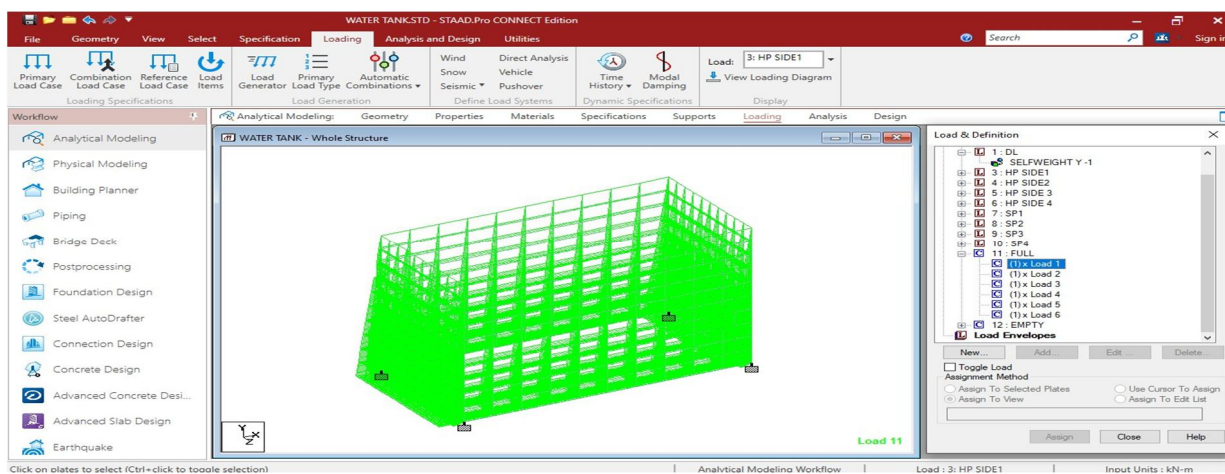 WATER TANK.STD - STAAD.Pro CONNECT Edition
File Geometry View Select Specification Loading Analysis and Design Utilities Search Sign in
Primary Load Case Combination Load Case Reference Load Case Load Items
Load Generator Primary Load Type Automatic Combinations
Wind Snow Seismic Direct Analysis Vehicle Pushover
Time History Modal Damping
Load: 3: HP SIDE1
View Loading Diagram
Loading Specifications Load Generation Define Load Systems Dynamic Specifications Display
Workflow
Analytical Modeling: Geometry Properties Materials Specifications Supports Loading Analysis Design
Analytical Modeling
Physical Modeling
Building Planner
Piping
Bridge Deck
Postprocessing
Foundation Design
Steel AutoDrafter
Connection Design
Concrete Design
Advanced Concrete Desi...
Advanced Slab Design
Earthquake
WATER TANK - Whole Structure
Y
X
Z
Load 11
Load & Definition
1 : DL
SELFWEIGHT Y -1
3 : HP SIDE1
4 : HP SIDE2
5 : HP SIDE 3
6 : HP SIDE 4
7 : SP1
8 : SP2
9 : SP3
10 : SP4
11 : FULL
(1) x Load 1
(1) x Load 2
(1) x Load 3
(1) x Load 4
(1) x Load 5
(1) x Load 6
12 : EMPTY
Load Envelopes
New... Add... Edit ... Delete...
Toggle Load
Assignment Method
Assign To Selected Plates Use Cursor To Assign
Assign To View Assign To Edit List
Assign Close Help
Click on plates to select (Ctrl+click to toggle selection) Analytical Modeling Workflow Load : 3: HP SIDE1 Input Units : kN-m